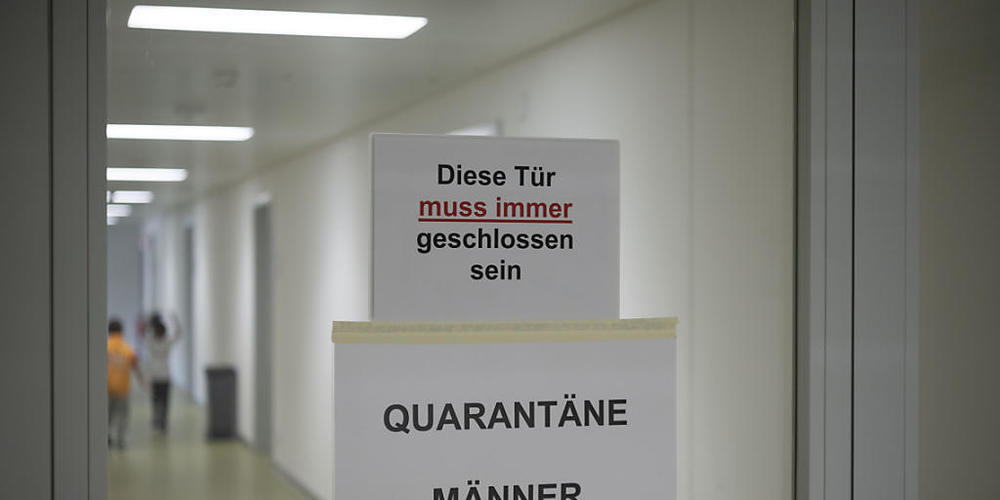 Diese Tür
muss immer
geschlossen
sein
QUARANTÄNE
MÄNNER